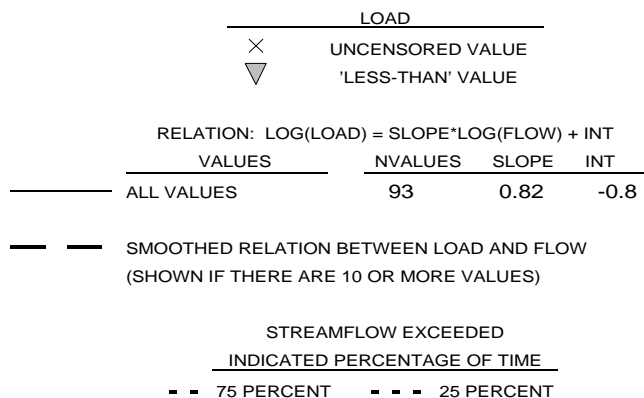 LOAD
UNCENSORED VALUE
'LESS-THAN' VALUE
RELATION: LOG(LOAD) = SLOPE*LOG(FLOW) + INT
VALUES NVALUES SLOPE INT
ALL VALUES 93 0.82 -0.8
SMOOTHED RELATION BETWEEN LOAD AND FLOW
(SHOWN IF THERE ARE 10 OR MORE VALUES)
STREAMFLOW EXCEEDED
INDICATED PERCENTAGE OF TIME
75 PERCENT 25 PERCENT